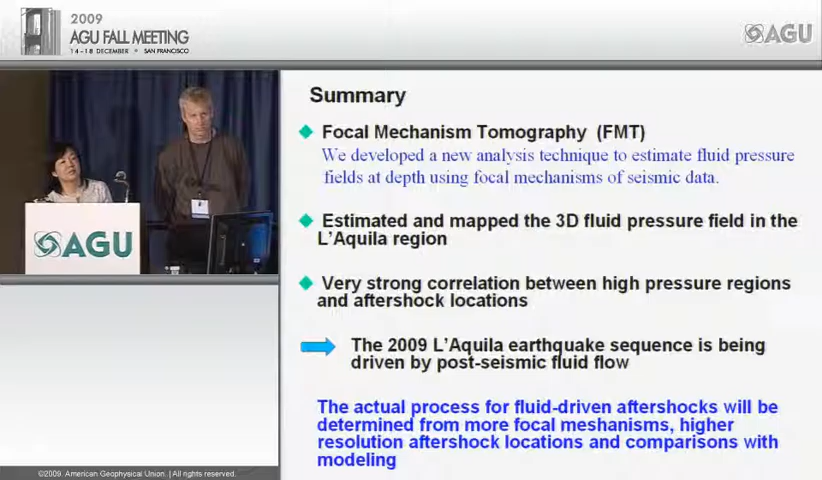 2009
AGU FALL MEETING
14 - 18 DECEMBER • SAN FRANCISCO
AGU
AGU
Summary
Focal Mechanism Tomography (FMT)
We developed a new analysis technique to estimate fluid pressure
fields at depth using focal mechanisms of seismic data.
Estimated and mapped the 3D fluid pressure field in the
L'Aquila region
Very strong correlation between high pressure regions
and aftershock locations
The 2009 L'Aquila earthquake sequence is being
driven by post-seismic fluid flow
The actual process for fluid-driven aftershocks will be
determined from more focal meshanisms, higher
resolution aftershock locations and comparisons with
modeling
©2009. American Geophysical Union. | All rights reserved.